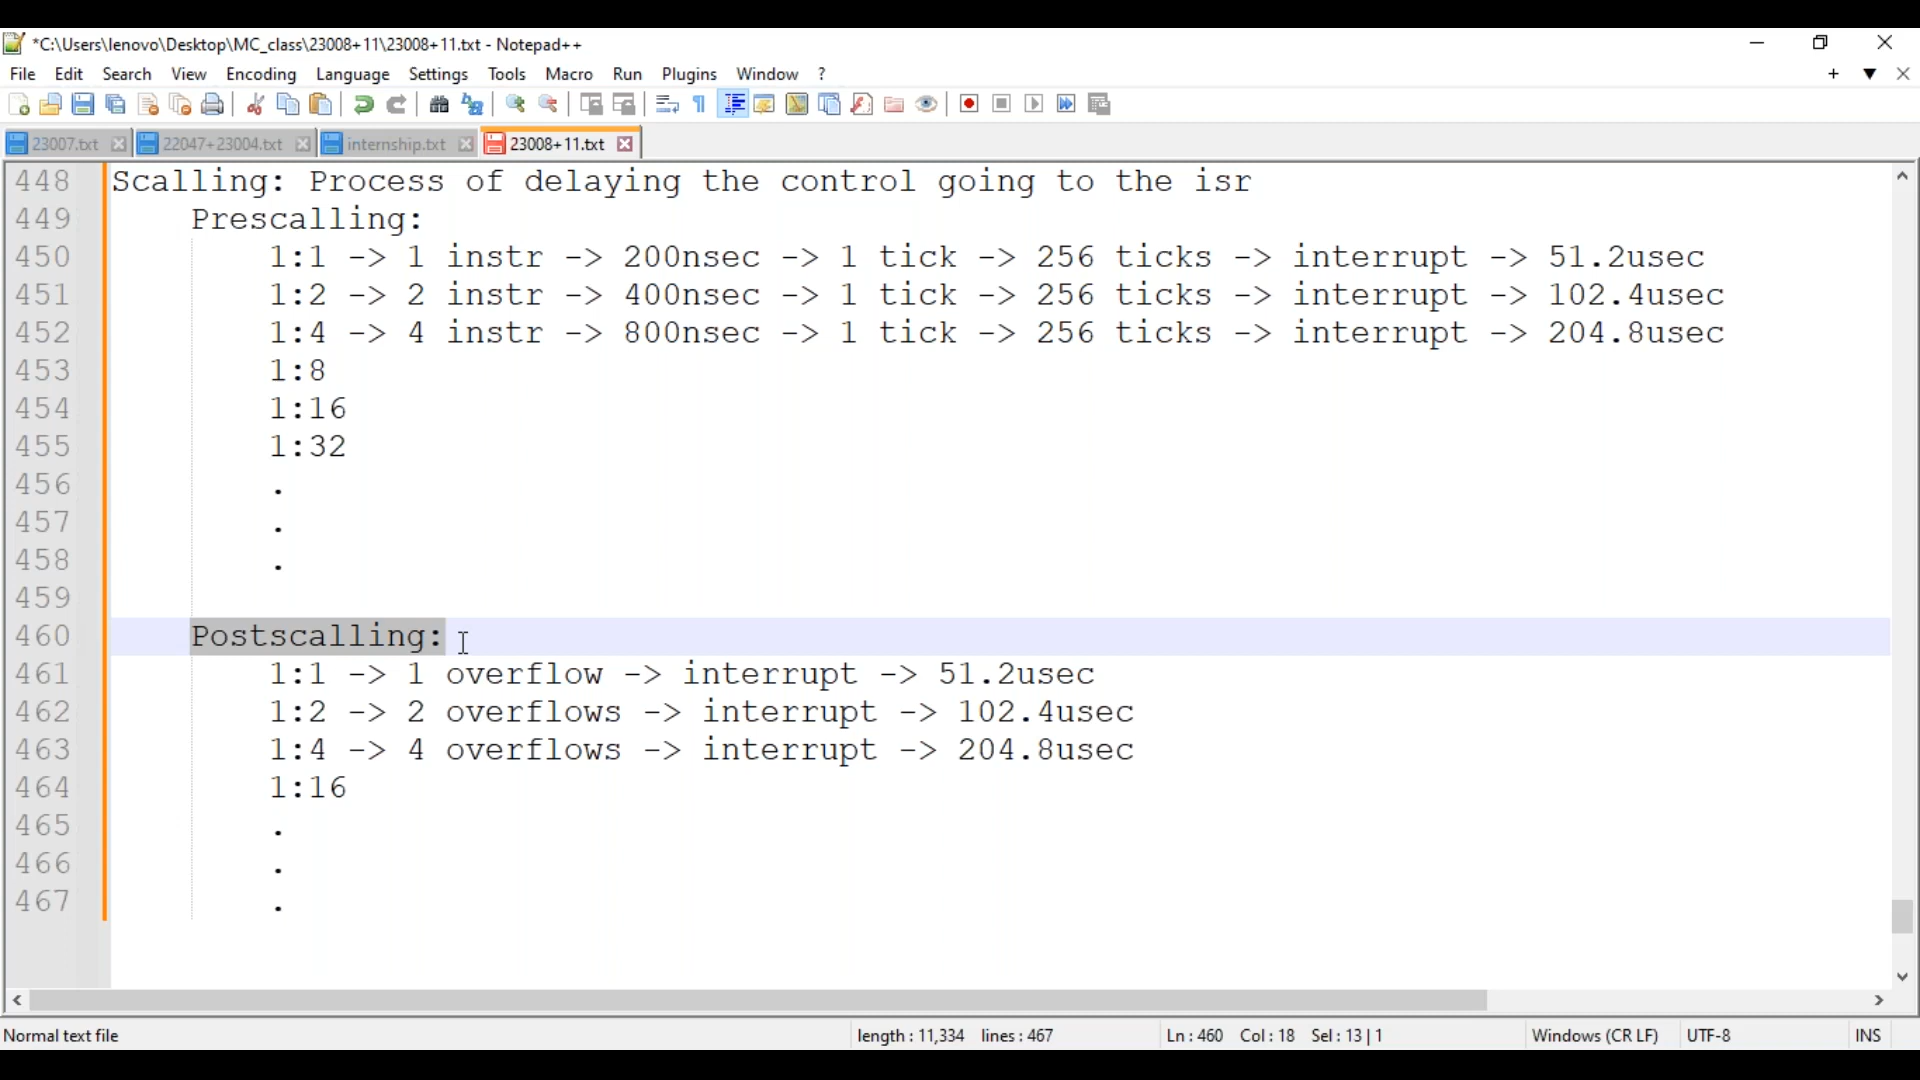 *C:\Users\lenovo\Desktop\MC_class\23008+11\23008+11.txt - Notepad++
File Edit Search View Encoding Language Settings Tools Macro Run Plugins Window ?
23007.txt 22047+23004.txt internship.txt 23008+11.txt
448 Scalling: Process of delaying the control going to the isr
449 Prescalling:
450 1:1 -> 1 instr -> 200nsec -> 1 tick -> 256 ticks -> interrupt -> 51.2usec
451 1:2 -> 2 instr -> 400nsec -> 1 tick -> 256 ticks -> interrupt -> 102.4usec
452 1:4 -> 4 instr -> 800nsec -> 1 tick -> 256 ticks -> interrupt -> 204.8usec
453 1:8
454 1:16
455 1:32
456 .
457 .
458 .
459
460 Postscalling:
461 1:1 -> 1 overflow -> interrupt -> 51.2usec
462 1:2 -> 2 overflows -> interrupt -> 102.4usec
463 1:4 -> 4 overflows -> interrupt -> 204.8usec
464 1:16
465 .
466 .
467 .
Normal text file length : 11,334 lines : 467 Ln : 460 Col : 18 Sel : 13 | 1 Windows (CR LF) UTF-8 INS